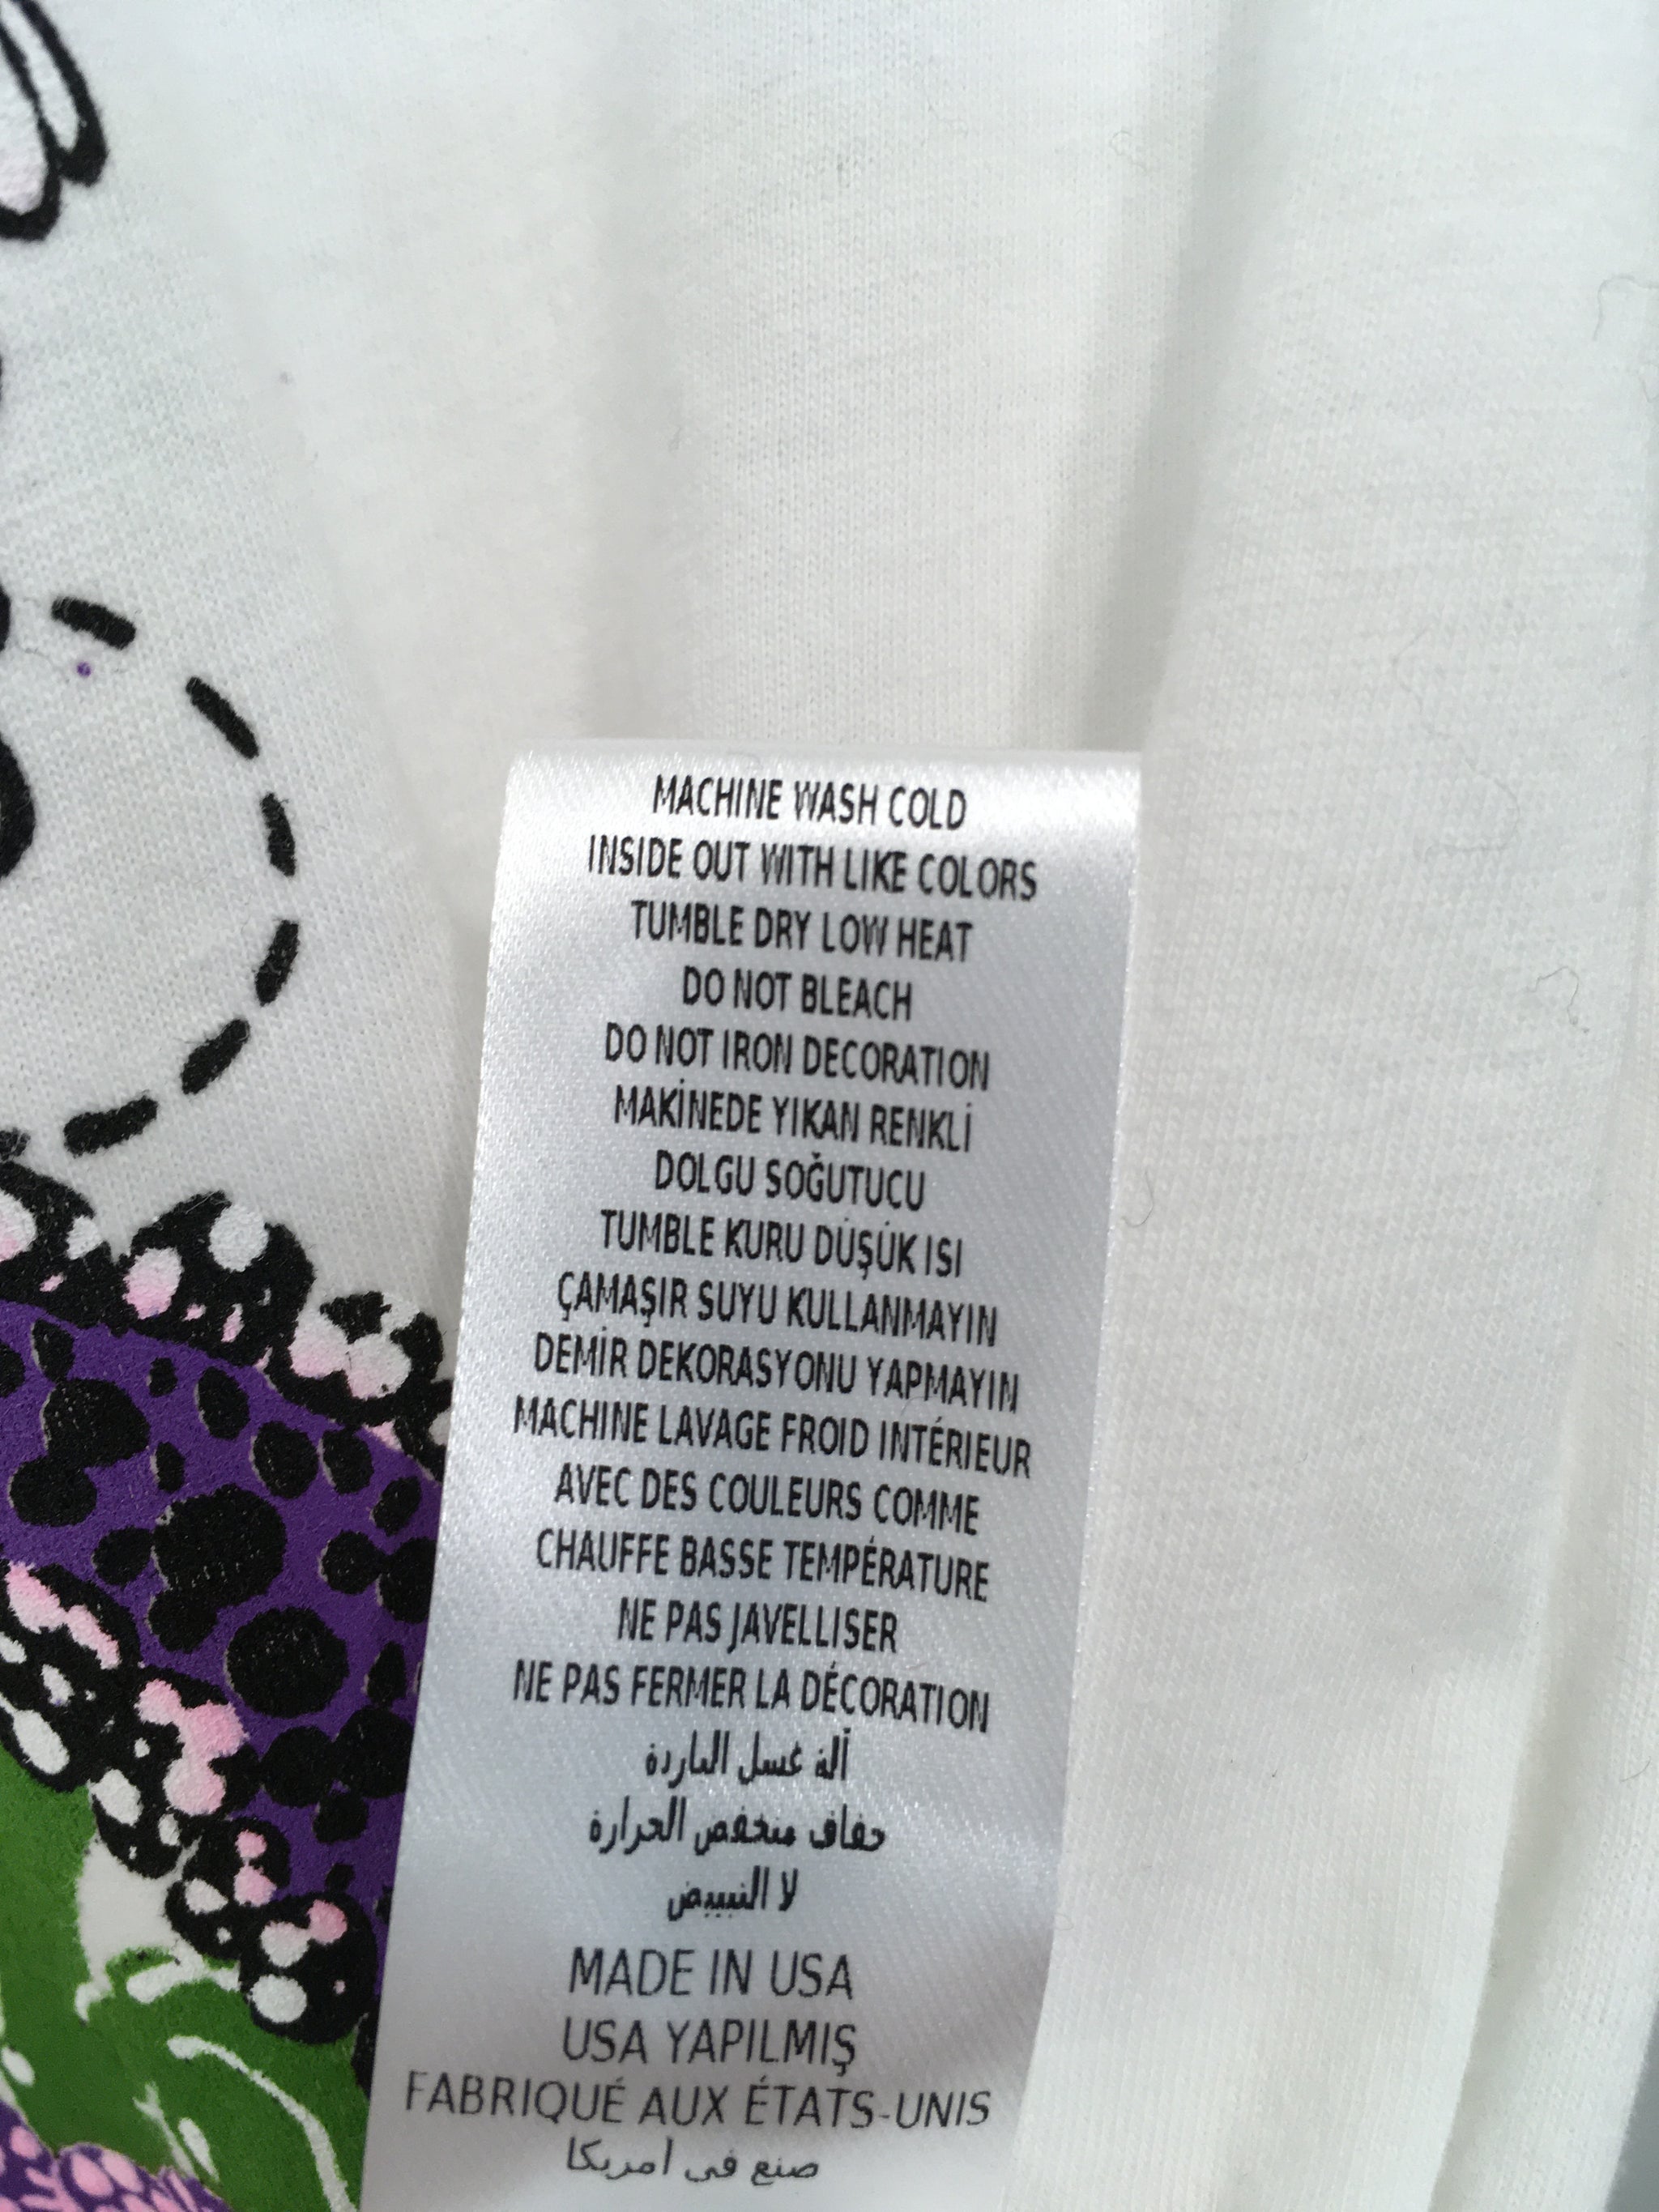 MACHINE WASH COLD
INSIDE OUT WITH LIKE COLORS
TUMBLE DRY LOW HEAT
DO NOT BLEACH
DO NOT IRON DECORATION
MAKİNEDE YIKAN RENKLİ
DOLGU SOĞUTUCU
TUMBLE KURU DÜŞÜK ISI
ÇAMAŞIR SUYU KULLANMAYIN
DEMİR DEKORASYONU YAPMAYIN
MACHINE LAVAGE FROID INTÉRIEUR
AVEC DES COULEURS COMME
CHAUFFE BASSE TEMPÉRATURE
NE PAS JAVELLISER
NE PAS FERMER LA DÉCORATION
آلة غسل الباردة
جفاف منخفض الحرارة
لا التبييض
MADE IN USA
USA YAPILMIŞ
FABRIQUÉ AUX ÉTATS-UNIS
صنع في امريكا